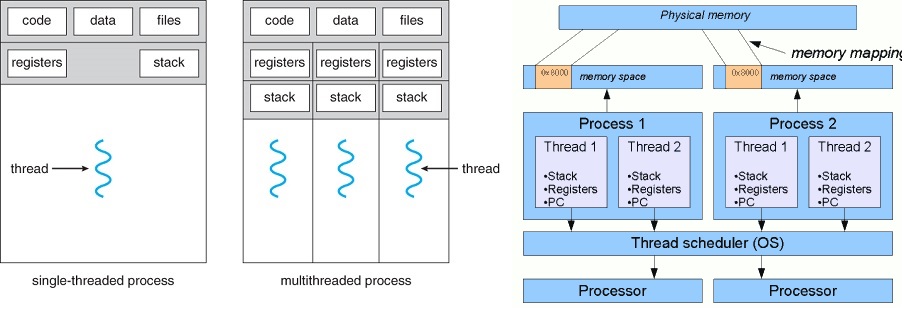 code data files
registers stack
thread
single-threaded process
code data files
registers registers registers
stack stack stack
thread
multithreaded process
Physical memory
memory mapping
0x8000 memory space
0x8000 memory space
Process 1
Thread 1
•Stack
•Registers
•PC
Thread 2
•Stack
•Registers
•PC
Process 2
Thread 1
•Stack
•Registers
•PC
Thread 2
•Stack
•Registers
•PC
Thread scheduler (OS)
Processor
Processor